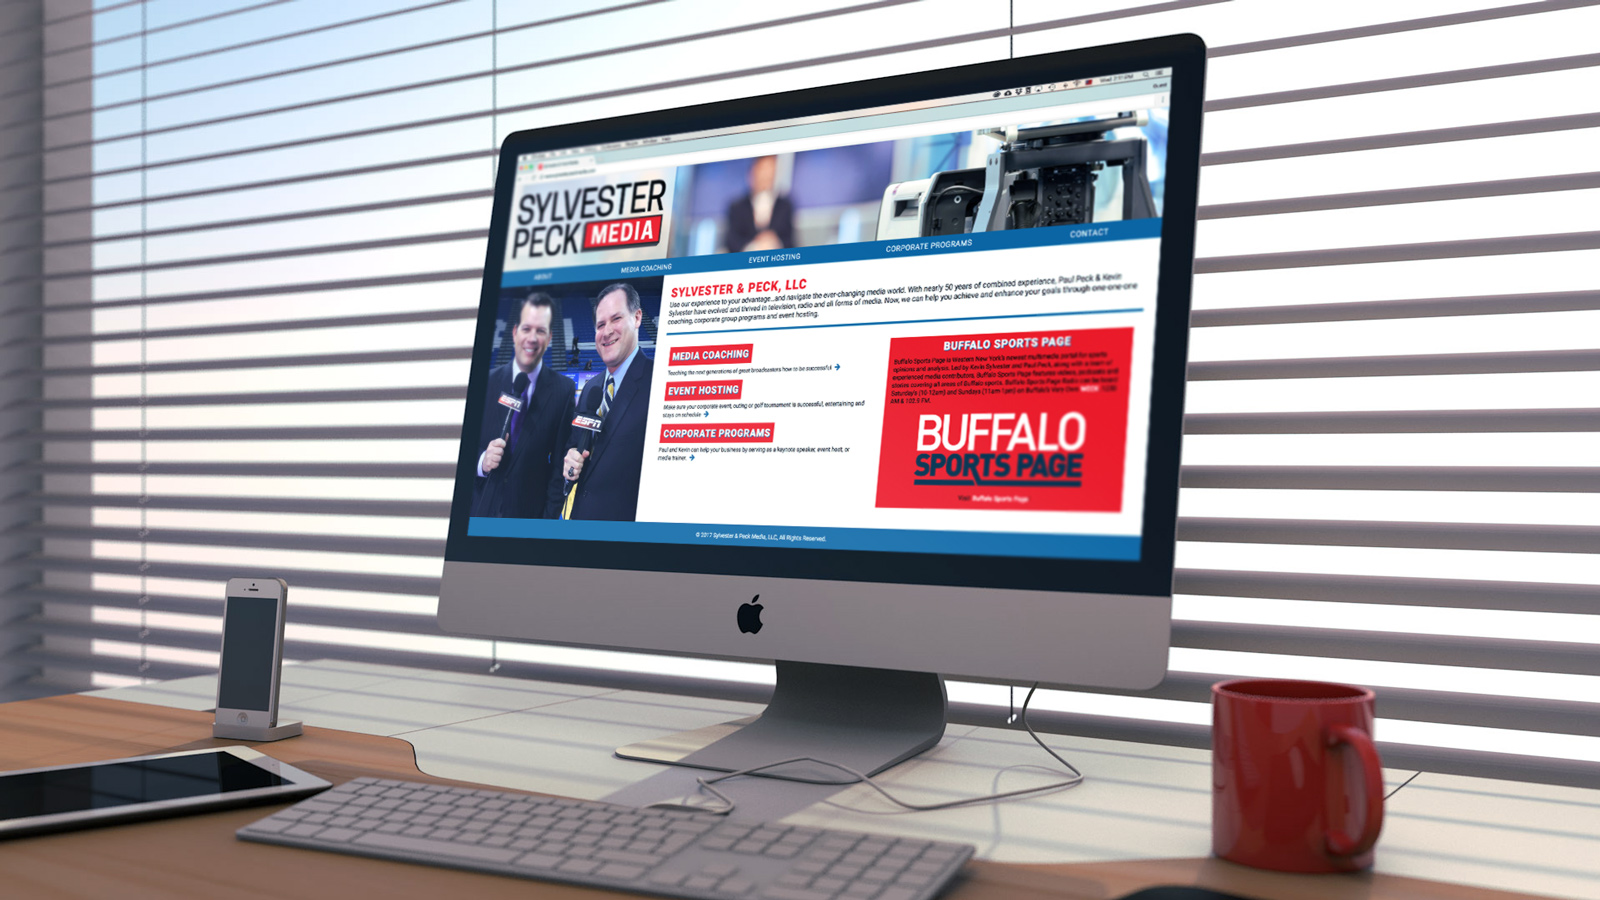 SYLVESTER
PECK MEDIA
ABOUT
MEDIA COACHING
EVENT HOSTING
CORPORATE PROGRAMS
CONTACT
SYLVESTER & PECK, LLC
Use our experience to your advantage...and navigate the ever-changing media world. With nearly 50 years of combined experience, Paul Peck & Kevin
Sylvester have evolved and thrived in television, radio and all forms of media. Now, we can help you achieve and enhance your goals through one-one-one
coaching, corporate group programs and event hosting.
MEDIA COACHING
Teaching the next generations of great broadcasters how to be successful
EVENT HOSTING
Make sure your corporate event, outing or golf tournament is successful, entertaining and
stays on schedule
CORPORATE PROGRAMS
Paul and Kevin can help your business by serving as a keynote speaker, event host, or
media trainer.
ESPN
ESPN
BUFFALO SPORTS PAGE
Buffalo Sports Page is Western New York's newest multimedia portal for sports
opinions and analysis. Led by Kevin Sylvester and Paul Peck, along with a team of
experienced media contributors, Buffalo Sports Page features videos, podcasts and
stories covering all areas of Buffalo sports. Buffalo Sports Page Radio can be heard
Saturday's (10-12am) and Sundays (11am-1pm) on Buffalo's
AM & FM.
BUFFALO
SPORTS PAGE
Visit Buffalo Sports Page
© 2017 Sylvester & Peck Media, LLC, All Rights Reserved.